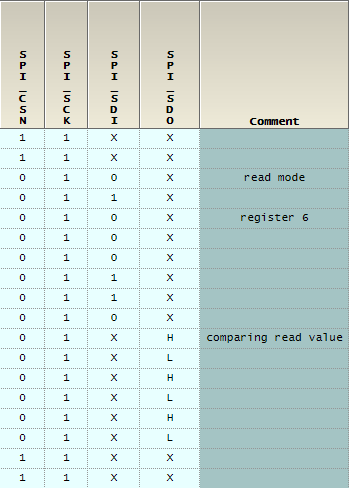 SPI_CSN SPI_SCK SPI_SDI SPI_SDO Comment
1 1 X X
1 1 X X
0 1 0 X read mode
0 1 1 X
0 1 0 X register 6
0 1 0 X
0 1 0 X
0 1 1 X
0 1 1 X
0 1 0 X
0 1 X H comparing read value
0 1 X L
0 1 X H
0 1 X L
0 1 X H
0 1 X L
1 1 X X
1 1 X X